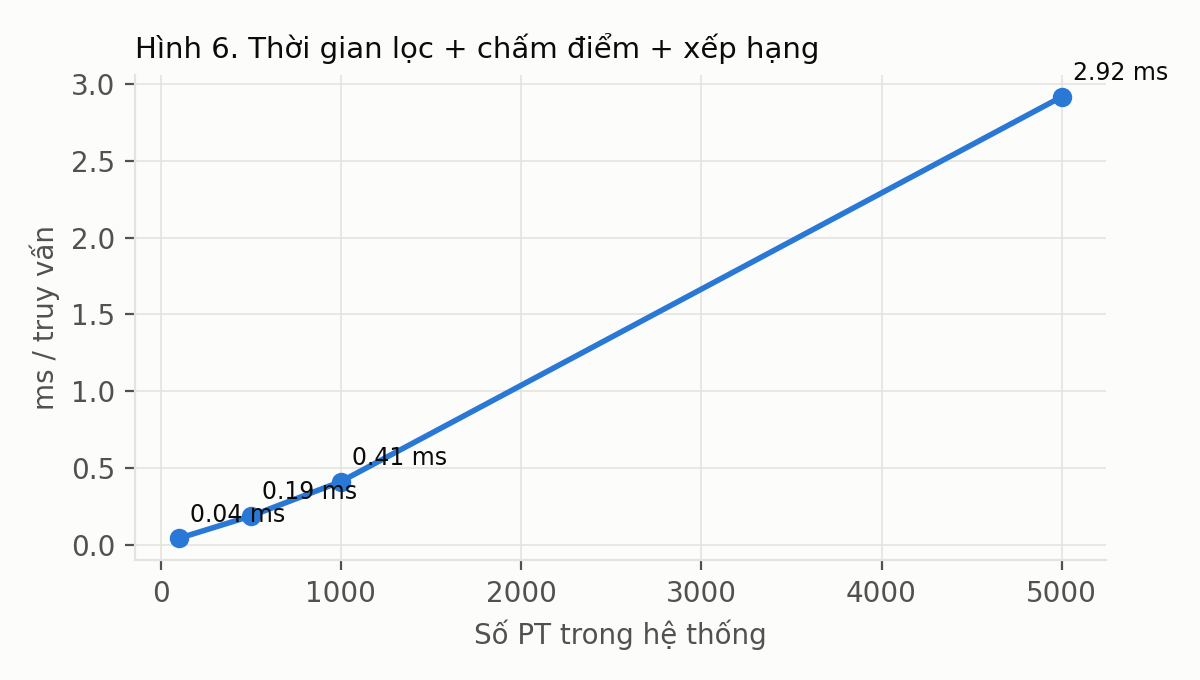 Hình 6. Thời gian lọc + chấm điểm + xếp hạng
2.92 ms
3.0
2.5
2.0
1.5
1.0
0.5
0.0
ms / truy vấn
0.41 ms
0.19 ms
0.04 ms
0 1000 2000 3000 4000 5000
Số PT trong hệ thống